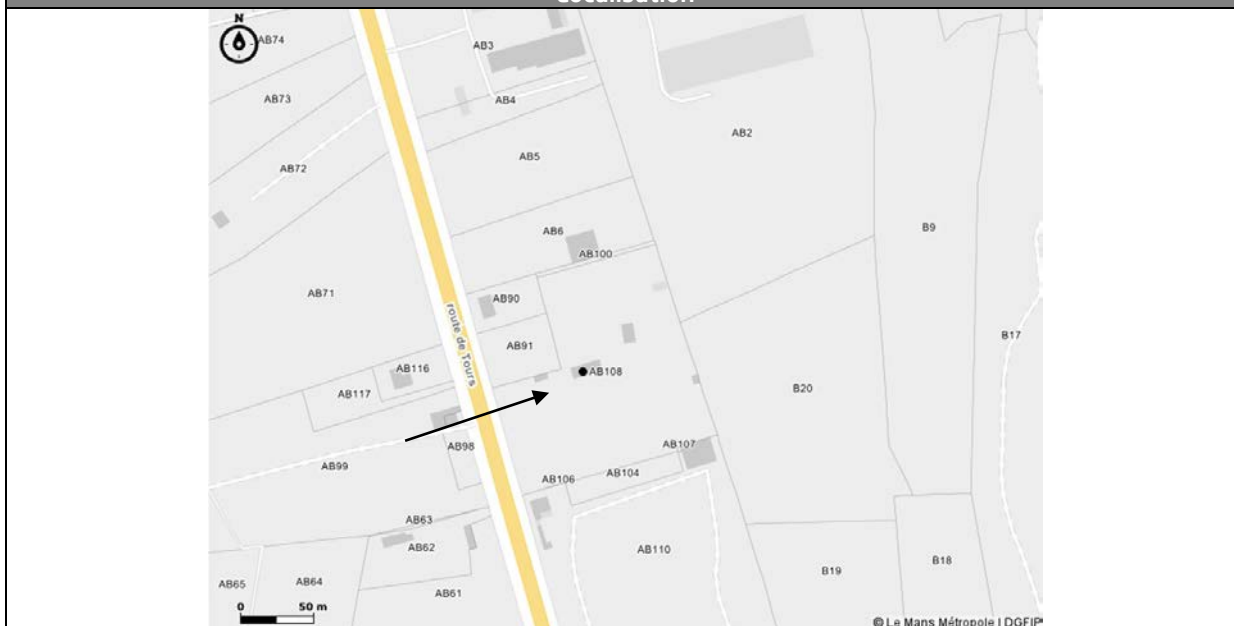 Localisation
N
AB74
AB3
AB73
AB4
AB2
AB5
AB72
AB6
B9
AB100
AB71
AB90
route de Tours
AB91
B17
AB116
AB108
AB117
B20
AB98
AB107
AB99
AB104
AB106
AB63
AB62
AB110
B18
B19
AB65
AB64
AB61
0 50 m
© Le Mans Métropole | DGFIP